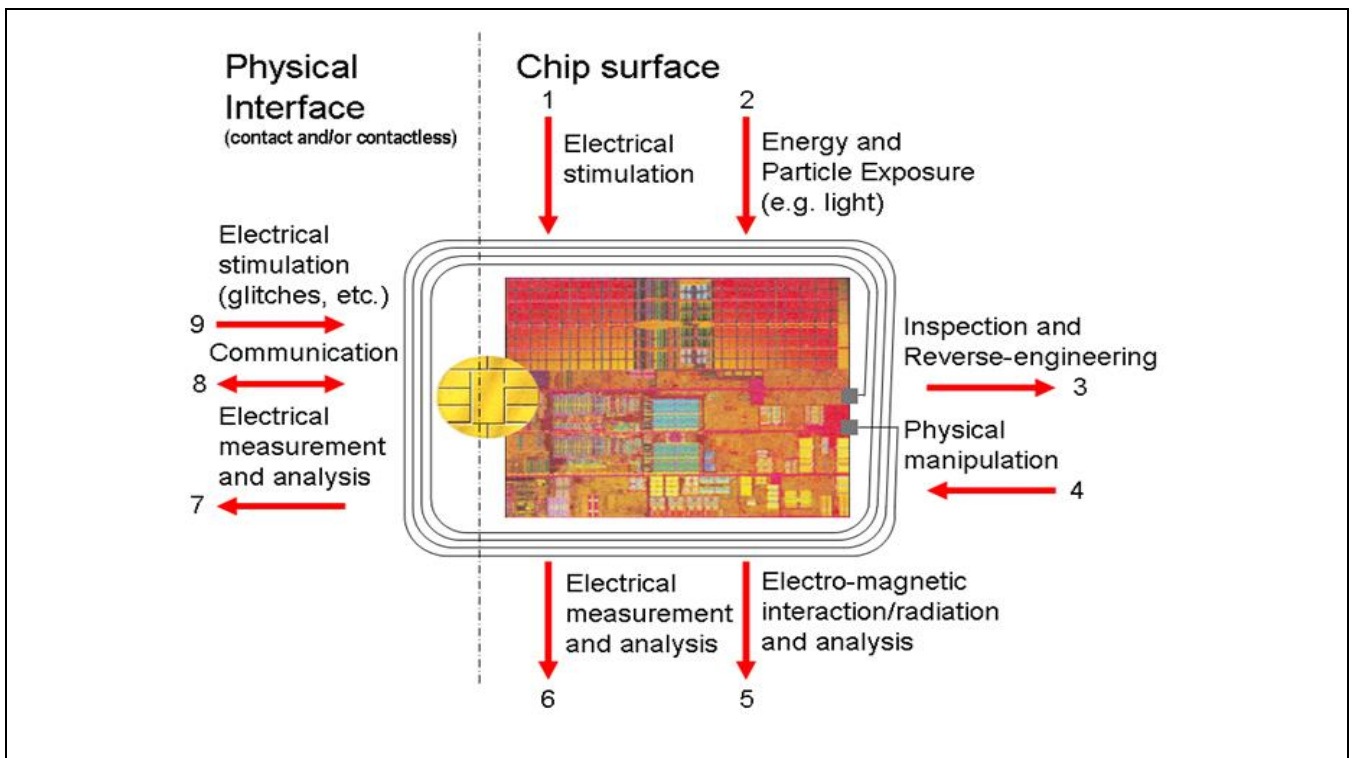 Physical
Interface
(contact and/or contactless)
Chip surface
1
Electrical
stimulation
2
Energy and
Particle Exposure
(e.g. light)
Electrical
stimulation
(glitches, etc.)
9
Communication
8
Electrical
measurement
and analysis
7
Inspection and
Reverse-engineering
3
Physical
manipulation
4
Electrical
measurement
and analysis
6
Electro-magnetic
interaction/radiation
and analysis
5